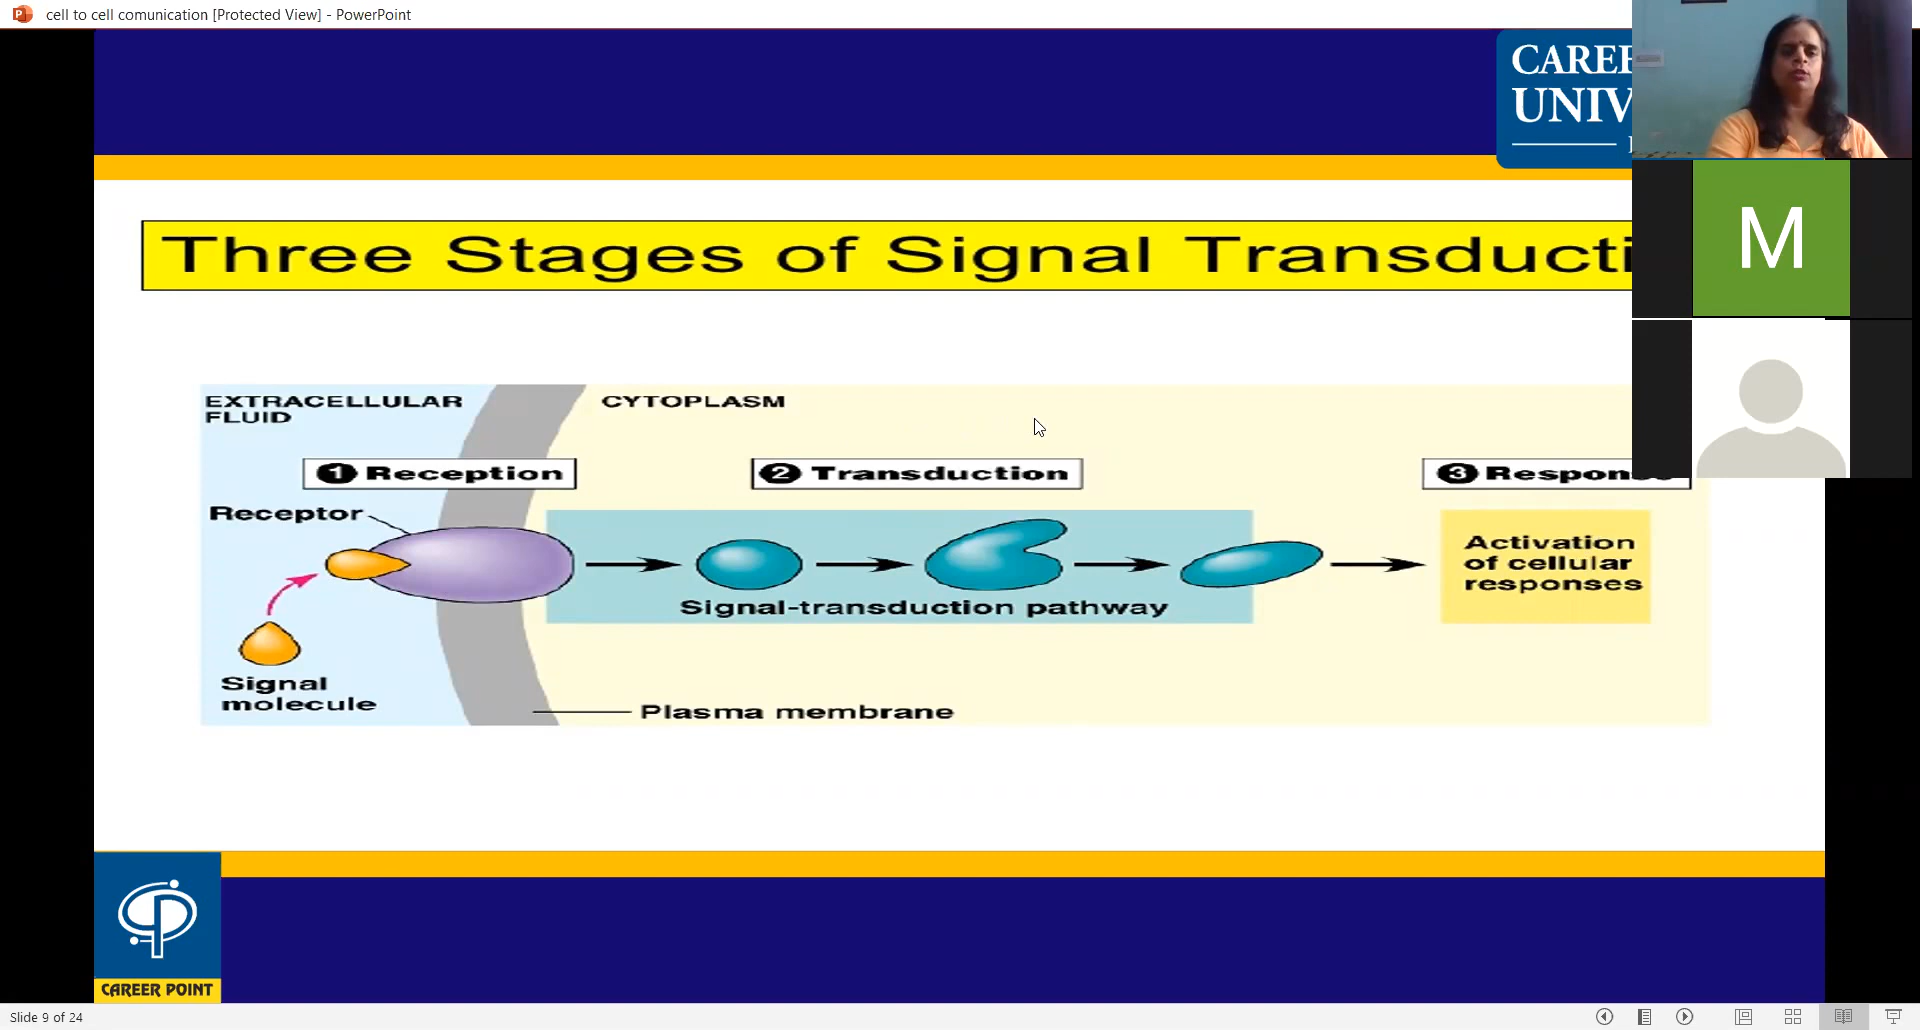 cell to cell comunication [Protected View] - PowerPoint
CAREE
UNIV
Three Stages of Signal Transducti
M
EXTRACELLULAR
FLUID
CYTOPLASM
1 Reception
2 Transduction
3 Response
Receptor
Activation
of cellular
responses
Signal-transduction pathway
Signal
molecule
Plasma membrane
CP
CAREER POINT
Slide 9 of 24